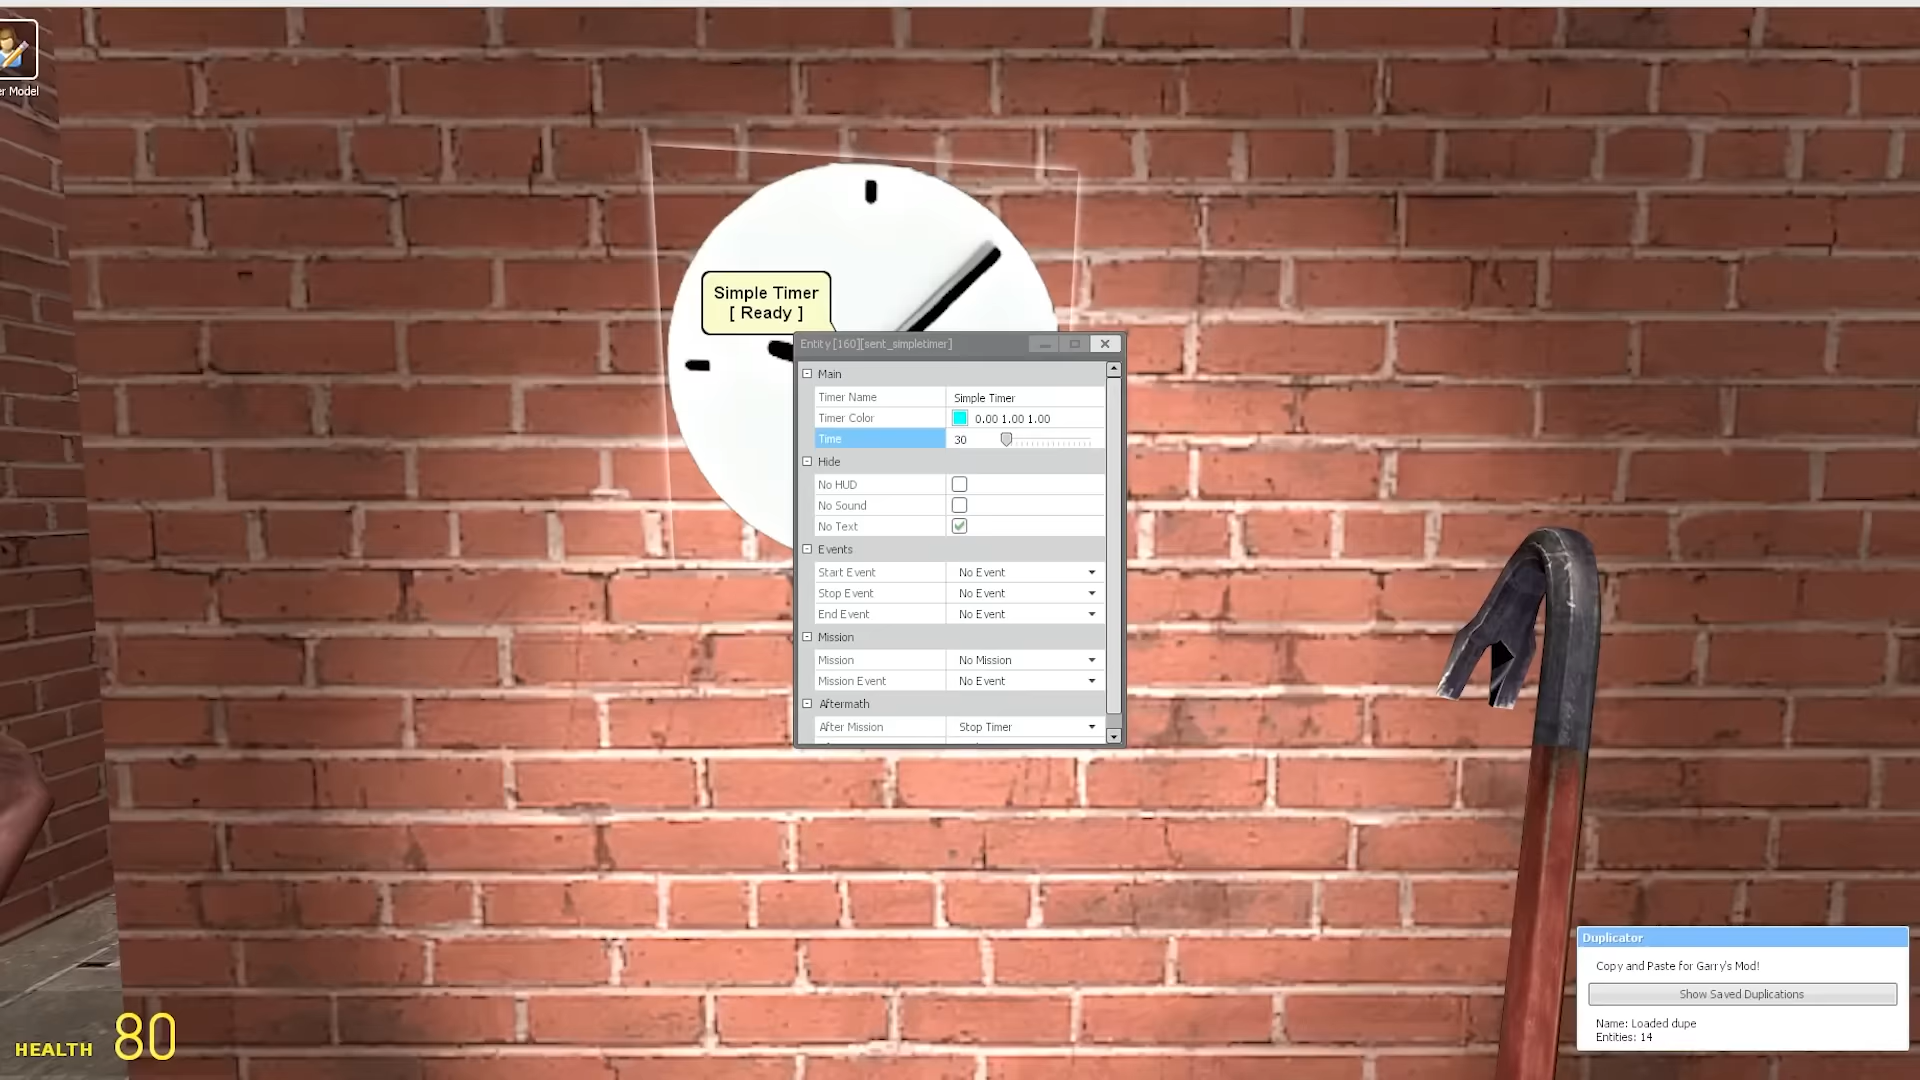 er Model
Simple Timer
[ Ready ]
Entity [160][sent_simpletimer]
Main
Timer Name Simple Timer
Timer Color 0.00 1.00 1.00
Time 30
Hide
No HUD
No Sound
No Text
Events
Start Event No Event
Stop Event No Event
End Event No Event
Mission
Mission No Mission
Mission Event No Event
Aftermath
After Mission Stop Timer
Duplicator
Copy and Paste for Garry's Mod!
Show Saved Duplications
Name: Loaded dupe
Entities: 14
HEALTH 80